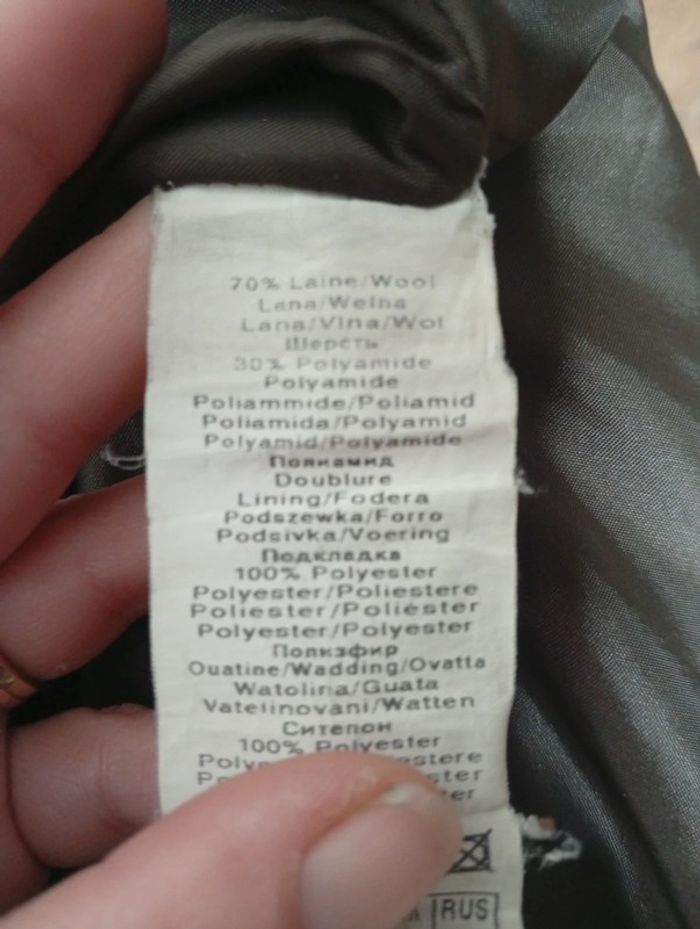 70% Laine/Wool
Lana/Welna
Lana/Vlna/Wol
Шерсть
30% Polyamide
Polyamide
Poliammide/Poliamid
Poliamida/Polyamid
Polyamid/Polyamide
Полиамид
Doublure
Lining/Fodera
Podszewka/Forro
Podsivka/Voering
Подкладка
100% Polyester
Polyester/Poliestere
Poliester/Poliéster
Polyester/Polyester
Полиэфир
Ouatine/Wadding/Ovatta
Watolina/Guata
Vatelinovani/Watten
Ситепон
100% Polyester
RUS